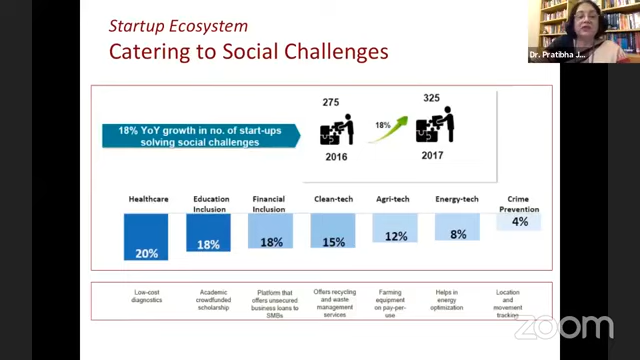 Startup Ecosystem
Catering to Social Challenges
Dr. Pratibha J...
18% YoY growth in no. of start-ups
solving social challenges
275
325
18%
2016
2017
Healthcare
Education
Inclusion
Financial
Inclusion
Clean-tech
Agri-tech
Energy-tech
Crime
Prevention
20%
18%
18%
15%
12%
8%
4%
Low-cost
diagnostics
Academic
crowdfunded
scholarship
Platform that
offers unsecured
business loans to
SMBs
Offers recycling
and waste
management
services
Farming
equipment
on pay-per-
use
Helps in
energy
optimization
Location
and
movement
tracking
zoom